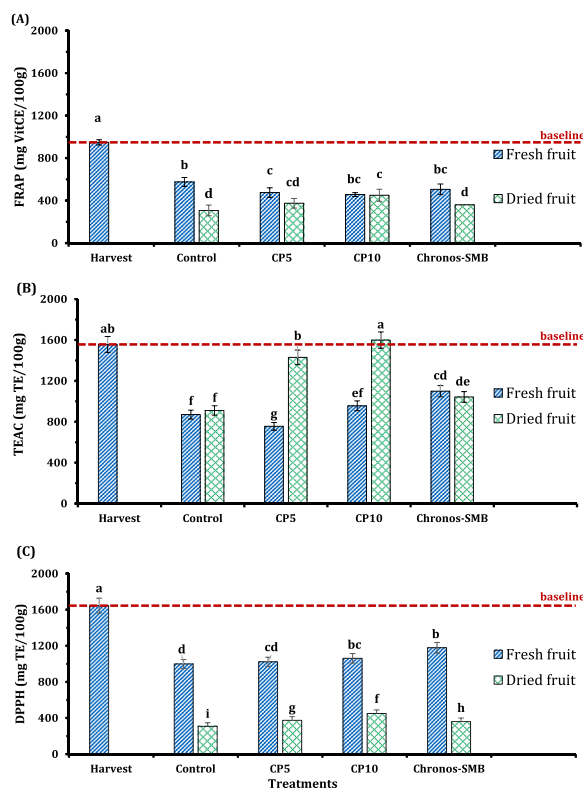 (A)
2000
1600
1200
800
400
0
FRAP (mg VitCE/100g)
a
b
d
c
cd
bc
c
bc
d
baseline
Fresh fruit
Dried fruit
Harvest Control CP5 CP10 Chronos-SMB
(B)
2000
1600
1200
800
400
0
TEAC (mg TE/100g)
ab
f
f
g
b
ef
a
cd
de
baseline
Fresh fruit
Dried fruit
Harvest Control CP5 CP10 Chronos-SMB
(C)
2000
1600
1200
800
400
0
DPPH (mg TE/100g)
a
d
i
cd
g
bc
f
b
h
baseline
Fresh fruit
Dried fruit
Harvest Control CP5 CP10 Chronos-SMB
Treatments